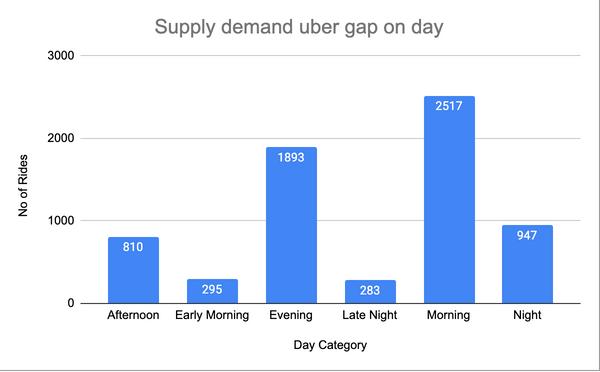 Supply demand uber gap on day
3000
2000
1000
0
No of Rides
810
295
1893
283
2517
947
Afternoon Early Morning Evening Late Night Morning Night
Day Category